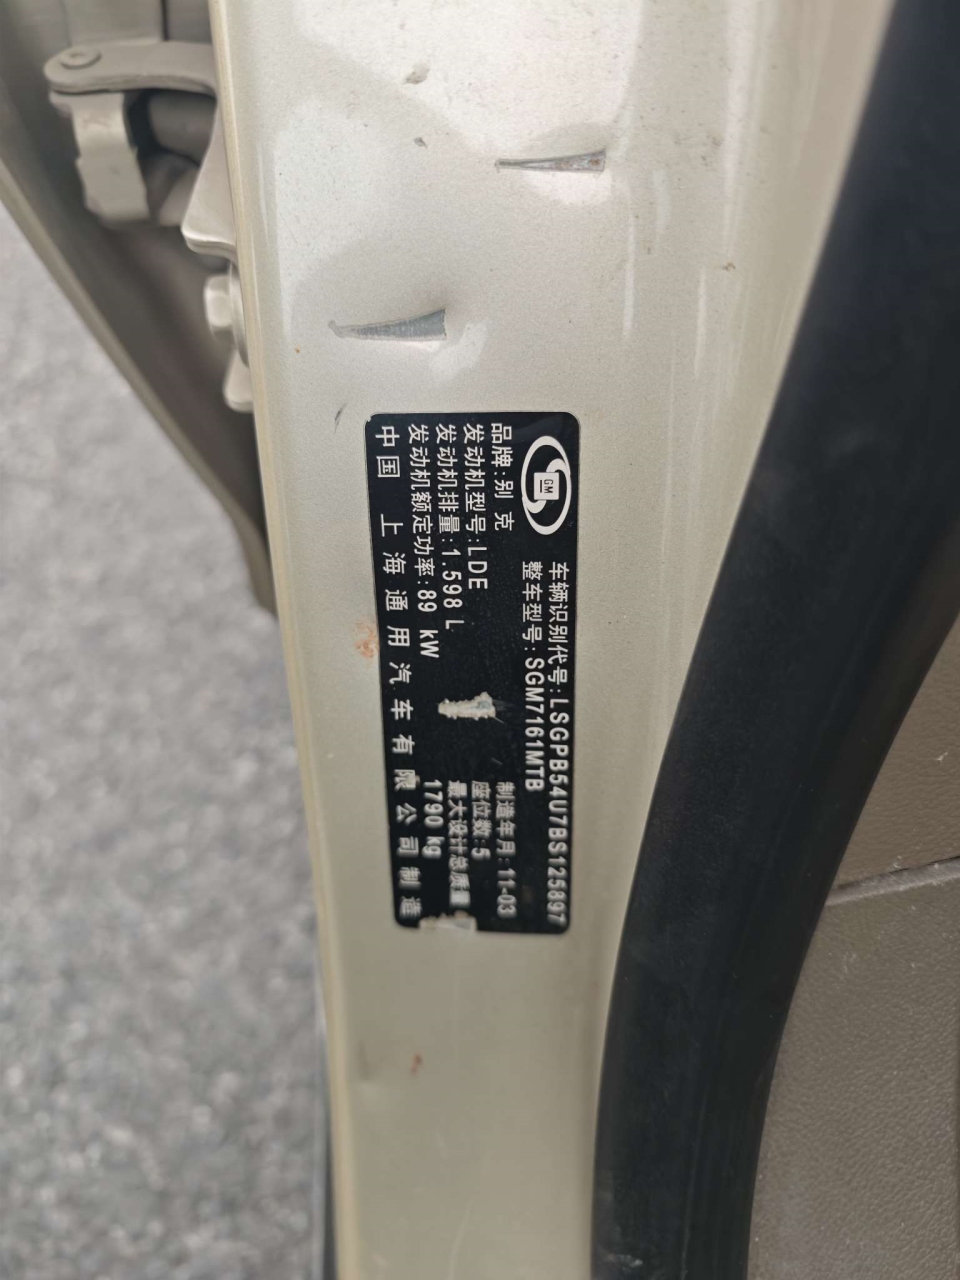 GM
车辆识别代号:LSGPB54U7BS125897
整车型号:SGM7161MTB
品牌:别克
制造年月:11-03
发动机型号:LDE
座位数:5
发动机排量:1.598 L
最大设计总质量
发动机额定功率:89 kW
1790 kg
中国 上海通用汽车有限公司制造